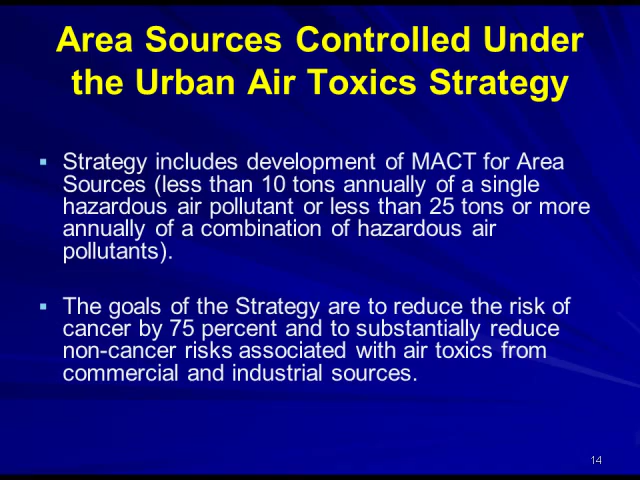 Area Sources Controlled Under
the Urban Air Toxics Strategy
▪ Strategy includes development of MACT for Area
Sources (less than 10 tons annually of a single
hazardous air pollutant or less than 25 tons or more
annually of a combination of hazardous air
pollutants).
▪ The goals of the Strategy are to reduce the risk of
cancer by 75 percent and to substantially reduce
non-cancer risks associated with air toxics from
commercial and industrial sources.
14